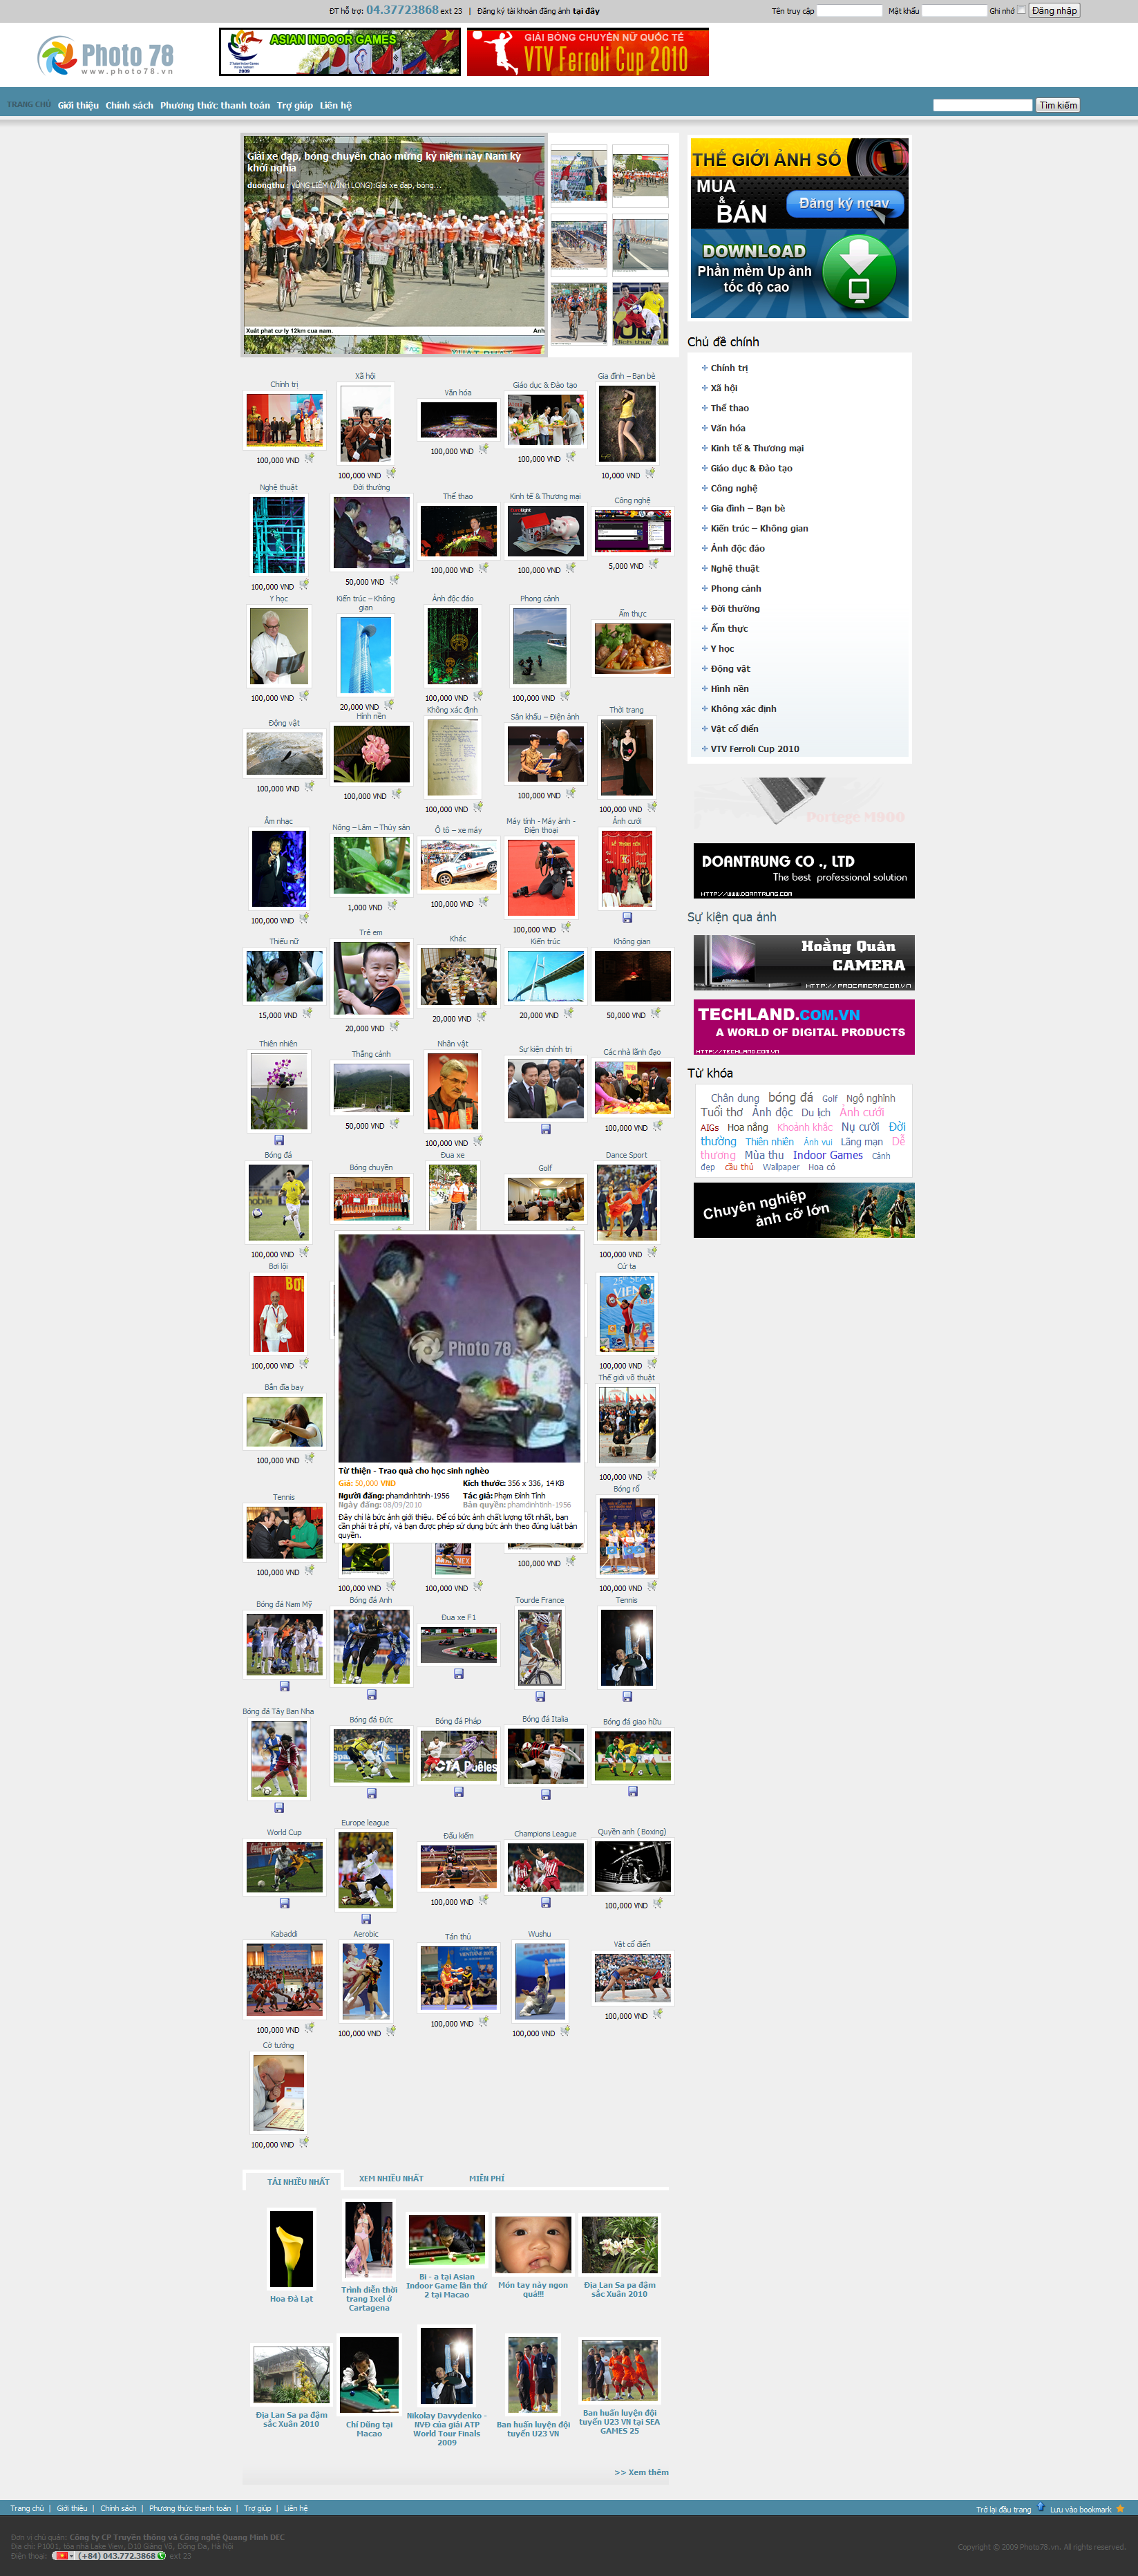 ĐT hỗ trợ: 04.37723868 ext 23 | Đăng ký tài khoản đăng ảnh tại đây
Tên truy cập Mật khẩu Ghi nhớ Đăng nhập
Photo 78
www.photo78.vn
ASIAN INDOOR GAMES
GIẢI BÓNG CHUYỀN NỮ QUỐC TẾ
VTV Ferroli Cup 2010
TRANG CHỦ Giới thiệu Chính sách Phương thức thanh toán Trợ giúp Liên hệ
Tìm kiếm
Giải xe đạp, bóng chuyền chào mừng kỷ niệm này Nam kỳ khởi nghĩa
duongthu : VŨNG LIÊM (VĨNH LONG):Giải xe đạp, bóng...
Xuất phat cư ly 12km cua nam.
Anh
THẾ GIỚI ẢNH SỐ
MUA & BÁN
Đăng ký ngay
DOWNLOAD
Phần mềm Up ảnh
tốc độ cao
Chủ đề chính
Chính trị
Xã hội
Thể thao
Văn hóa
Kinh tế & Thương mại
Giáo dục & Đào tạo
Công nghệ
Gia đình – Bạn bè
Kiến trúc – Không gian
Ảnh độc đáo
Nghệ thuật
Phong cảnh
Đời thường
Ẩm thực
Y học
Động vật
Hình nền
Không xác định
Vật cổ điển
VTV Ferroli Cup 2010
Portege M900
DOANTRUNG CO ., LTD
The best professional solution
HTTP://WWW.DOANTRUNG.COM
Sự kiện qua ảnh
Hoàng Quân
CAMERA
HTTP://PROCAMERA.COM.VN
TECHLAND.COM.VN
A WORLD OF DIGITAL PRODUCTS
HTTP://TECHLAND.COM.VN
Từ khóa
Chân dung bóng đá Golf Ngộ nghĩnh
Tuổi thơ Ảnh độc Du lịch Ảnh cưới
AIGs Hoa nắng Khoảnh khắc Nụ cười Đời
thường Thiên nhiên Ảnh vui Lãng mạn Dễ
thương Mùa thu Indoor Games Cảnh
đẹp cầu thủ Wallpaper Hoa cỏ
Chuyên nghiệp
ảnh cỡ lớn
Chính trị
100,000 VND
Xã hội
100,000 VND
Văn hóa
100,000 VND
Giáo dục & Đào tạo
100,000 VND
Gia đình – Bạn bè
10,000 VND
Nghệ thuật
100,000 VND
Đời thường
50,000 VND
Thể thao
100,000 VND
Kinh tế & Thương mại
100,000 VND
Công nghệ
5,000 VND
Y học
100,000 VND
Kiến trúc – Không gian
20,000 VND
Ảnh độc đáo
100,000 VND
Phong cảnh
100,000 VND
Ẩm thực
Động vật
100,000 VND
Hình nền
100,000 VND
Không xác định
100,000 VND
Sân khấu – Điện ảnh
100,000 VND
Thời trang
100,000 VND
Âm nhạc
100,000 VND
Nông – Lâm – Thủy sản
1,000 VND
Ô tô – xe máy
100,000 VND
Máy tính - Máy ảnh - Điện thoại
100,000 VND
Ảnh cưới
Thiếu nữ
15,000 VND
Trẻ em
20,000 VND
Khác
20,000 VND
Kiến trúc
20,000 VND
Không gian
50,000 VND
Thiên nhiên
Thắng cảnh
50,000 VND
Nhân vật
100,000 VND
Sự kiện chính trị
Các nhà lãnh đạo
100,000 VND
Bóng đá
100,000 VND
Bóng chuyền
Đua xe
Golf
Dance Sport
100,000 VND
Bơi lội
100,000 VND
Cử tạ
100,000 VND
Photo 78
Bắn đĩa bay
100,000 VND
Thế giới võ thuật
100,000 VND
Từ thiện - Trao quà cho học sinh nghèo
Giá: 50,000 VND Kích thước: 356 x 336, 14 KB
Người đăng: phamdinhtinh-1956 Tác giả: Phạm Đình Tĩnh
Ngày đăng: 08/09/2010 Bản quyền: phamdinhtinh-1956
Đây chỉ là bức ảnh giới thiệu. Để có bức ảnh chất lượng tốt nhất, bạn
cần phải trả phí, và bạn được phép sử dụng bức ảnh theo đúng luật bản
quyền.
Tennis
100,000 VND
100,000 VND
100,000 VND
100,000 VND
Bóng rổ
100,000 VND
Bóng đá Nam Mỹ
Bóng đá Anh
Đua xe F1
Tourde France
Tennis
Bóng đá Tây Ban Nha
Bóng đá Đức
Bóng đá Pháp
Bóng đá Italia
Bóng đá giao hữu
World Cup
Europe league
Đấu kiếm
100,000 VND
Champions League
Quyền anh ( Boxing)
100,000 VND
Kabaddi
100,000 VND
Aerobic
100,000 VND
Tán thủ
100,000 VND
Wushu
100,000 VND
Vật cổ điển
100,000 VND
Cờ tướng
100,000 VND
TẢI NHIỀU NHẤT XEM NHIỀU NHẤT MIỄN PHÍ
Hoa Đà Lạt
Trình diễn thời trang Ixel ở Cartagena
Bi - a tại Asian Indoor Game lần thứ 2 tại Macao
Món tay này ngon quá!!!
Địa Lan Sa pa đậm sắc Xuân 2010
Địa Lan Sa pa đậm sắc Xuân 2010
Chí Dũng tại Macao
Nikolay Davydenko - NVĐ của giải ATP World Tour Finals 2009
Ban huấn luyện đội tuyển U23 VN
Ban huấn luyện đội tuyển U23 VN tại SEA GAMES 25
>> Xem thêm
Trang chủ | Giới thiệu | Chính sách | Phương thức thanh toán | Trợ giúp | Liên hệ
Trở lại đầu trang Lưu vào bookmark
Đơn vị chủ quản: Công ty CP Truyền thông và Công nghệ Quang Minh DEC
Địa chỉ: P1001, tòa nhà Lake View, D10 Giảng Võ, Đống Đa, Hà Nội
Điện thoại: (+84) 043.772.3868 ext 23
Copyright © 2009 Photo78.vn. All rights reserved.